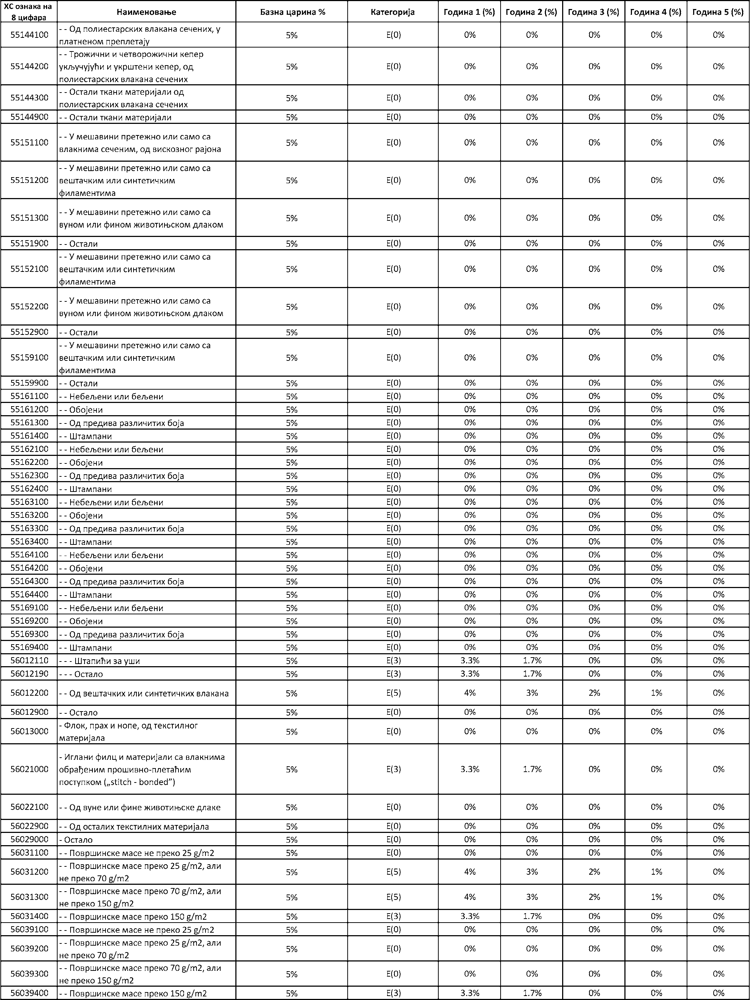 ХС ознака на 8 цифара | Наименовање | Базна царина % | Категорија | Година 1 (%) | Година 2 (%) | Година 3 (%) | Година 4 (%) | Година 5 (%)
55144100 | - - Од полиестарских влакана сечених, у платненом преплетају | 5% | E(0) | 0% | 0% | 0% | 0% | 0%
55144200 | - - Трожични и четворожични кепер укључујући и укрштени кепер, од полиестарских влакана сечених | 5% | E(0) | 0% | 0% | 0% | 0% | 0%
55144300 | - - Остали ткани материјали од полиестарских влакана сечених | 5% | E(0) | 0% | 0% | 0% | 0% | 0%
55144900 | - - Остали ткани материјали | 5% | E(0) | 0% | 0% | 0% | 0% | 0%
55151100 | - - У мешавини претежно или само са влакнима сеченим, од вискозног рајона | 5% | E(0) | 0% | 0% | 0% | 0% | 0%
55151200 | - - У мешавини претежно или само са вештачким или синтетичким филаментима | 5% | E(0) | 0% | 0% | 0% | 0% | 0%
55151300 | - - У мешавини претежно или само са вуном или фином животињском длаком | 5% | E(0) | 0% | 0% | 0% | 0% | 0%
55151900 | - - Остали | 5% | E(0) | 0% | 0% | 0% | 0% | 0%
55152100 | - - У мешавини претежно или само са вештачким или синтетичким филаментима | 5% | E(0) | 0% | 0% | 0% | 0% | 0%
55152200 | - - У мешавини претежно или само са вуном или фином животињском длаком | 5% | E(0) | 0% | 0% | 0% | 0% | 0%
55152900 | - - Остали | 5% | E(0) | 0% | 0% | 0% | 0% | 0%
55159100 | - - У мешавини претежно или само са вештачким или синтетичким филаментима | 5% | E(0) | 0% | 0% | 0% | 0% | 0%
55159900 | - - Остали | 5% | E(0) | 0% | 0% | 0% | 0% | 0%
55161100 | - - Небељени или бељени | 5% | E(0) | 0% | 0% | 0% | 0% | 0%
55161200 | - - Обојени | 5% | E(0) | 0% | 0% | 0% | 0% | 0%
55161300 | - - Од предива различитих боја | 5% | E(0) | 0% | 0% | 0% | 0% | 0%
55161400 | - - Штампани | 5% | E(0) | 0% | 0% | 0% | 0% | 0%
55162100 | - - Небељени или бељени | 5% | E(0) | 0% | 0% | 0% | 0% | 0%
55162200 | - - Обојени | 5% | E(0) | 0% | 0% | 0% | 0% | 0%
55162300 | - - Од предива различитих боја | 5% | E(0) | 0% | 0% | 0% | 0% | 0%
55162400 | - - Штампани | 5% | E(0) | 0% | 0% | 0% | 0% | 0%
55163100 | - - Небељени или бељени | 5% | E(0) | 0% | 0% | 0% | 0% | 0%
55163200 | - - Обојени | 5% | E(0) | 0% | 0% | 0% | 0% | 0%
55163300 | - - Од предива различитих боја | 5% | E(0) | 0% | 0% | 0% | 0% | 0%
55163400 | - - Штампани | 5% | E(0) | 0% | 0% | 0% | 0% | 0%
55164100 | - - Небељени или бељени | 5% | E(0) | 0% | 0% | 0% | 0% | 0%
55164200 | - - Обојени | 5% | E(0) | 0% | 0% | 0% | 0% | 0%
55164300 | - - Од предива различитих боја | 5% | E(0) | 0% | 0% | 0% | 0% | 0%
55164400 | - - Штампани | 5% | E(0) | 0% | 0% | 0% | 0% | 0%
55169100 | - - Небељени или бељени | 5% | E(0) | 0% | 0% | 0% | 0% | 0%
55169200 | - - Обојени | 5% | E(0) | 0% | 0% | 0% | 0% | 0%
55169300 | - - Од предива различитих боја | 5% | E(0) | 0% | 0% | 0% | 0% | 0%
55169400 | - - Штампани | 5% | E(0) | 0% | 0% | 0% | 0% | 0%
56012110 | - - - Штапићи за уши | 5% | E(3) | 3.3% | 1.7% | 0% | 0% | 0%
56012190 | - - - Остало | 5% | E(3) | 3.3% | 1.7% | 0% | 0% | 0%
56012200 | - - Од вештачких или синтетичких влакана | 5% | E(5) | 4% | 3% | 2% | 1% | 0%
56012900 | - - Остало | 5% | E(0) | 0% | 0% | 0% | 0% | 0%
56013000 | - Флок, прах и нопе, од текстилног материјала | 5% | E(0) | 0% | 0% | 0% | 0% | 0%
56021000 | - Иглани филц и материјали са влакнима обрађеним прошивно-плетаћим поступком („stitch - bonded”) | 5% | E(3) | 3.3% | 1.7% | 0% | 0% | 0%
56022100 | - - Од вуне или фине животињске длаке | 5% | E(0) | 0% | 0% | 0% | 0% | 0%
56022900 | - - Од осталих текстилних материјала | 5% | E(0) | 0% | 0% | 0% | 0% | 0%
56029000 | - Остало | 5% | E(0) | 0% | 0% | 0% | 0% | 0%
56031100 | - - Површинске масе не преко 25 g/m2 | 5% | E(0) | 0% | 0% | 0% | 0% | 0%
56031200 | - - Површинске масе преко 25 g/m2, али не преко 70 g/m2 | 5% | E(5) | 4% | 3% | 2% | 1% | 0%
56031300 | - - Површинске масе преко 70 g/m2, али не преко 150 g/m2 | 5% | E(5) | 4% | 3% | 2% | 1% | 0%
56031400 | - - Површинске масе преко 150 g/m2 | 5% | E(3) | 3.3% | 1.7% | 0% | 0% | 0%
56039100 | - - Површинске масе не преко 25 g/m2 | 5% | E(0) | 0% | 0% | 0% | 0% | 0%
56039200 | - - Површинске масе преко 25 g/m2, али не преко 70 g/m2 | 5% | E(0) | 0% | 0% | 0% | 0% | 0%
56039300 | - - Површинске масе преко 70 g/m2, али не преко 150 g/m2 | 5% | E(0) | 0% | 0% | 0% | 0% | 0%
56039400 | - - Површинске масе преко 150 g/m2 | 5% | E(3) | 3.3% | 1.7% | 0% | 0% | 0%